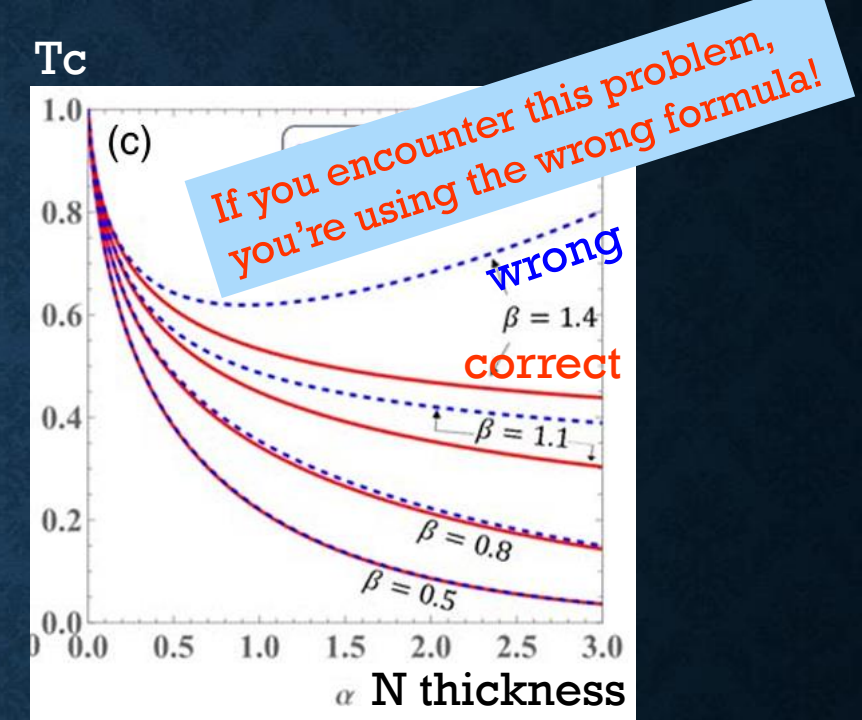 Tc
If you encounter this problem,
you're using the wrong formula!
(c)
1.0
0.8
0.6
0.4
0.2
0.0
wrong
β = 1.4
correct
β = 1.1
β = 0.8
β = 0.5
0 0.0 0.5 1.0 1.5 2.0 2.5 3.0
α N thickness